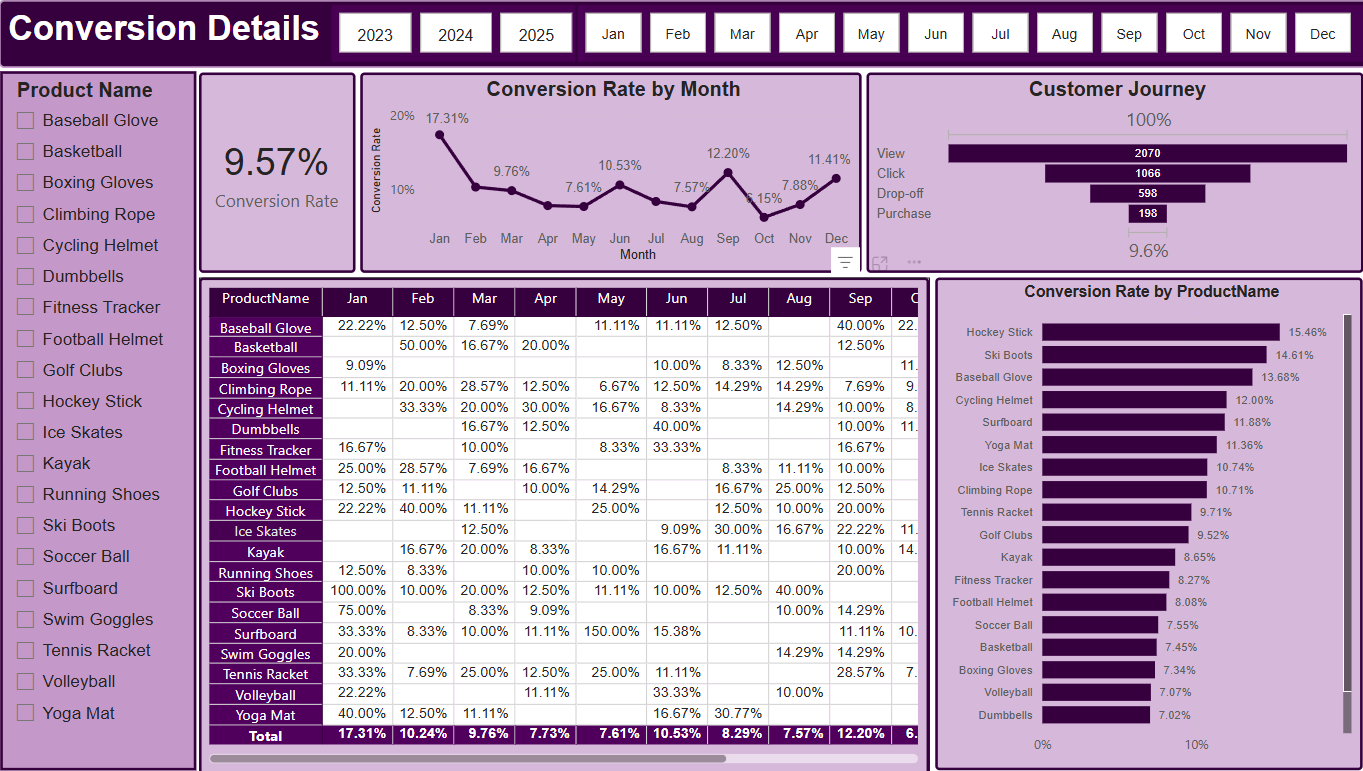 Conversion Details
2023 2024 2025 Jan Feb Mar Apr May Jun Jul Aug Sep Oct Nov Dec
Product Name
Baseball Glove
Basketball
Boxing Gloves
Climbing Rope
Cycling Helmet
Dumbbells
Fitness Tracker
Football Helmet
Golf Clubs
Hockey Stick
Ice Skates
Kayak
Running Shoes
Ski Boots
Soccer Ball
Surfboard
Swim Goggles
Tennis Racket
Volleyball
Yoga Mat
9.57%
Conversion Rate
Conversion Rate by Month
Conversion Rate
20%
10%
17.31% 9.76% 7.61% 10.53% 7.57% 12.20% 6.15% 7.88% 11.41%
Jan Feb Mar Apr May Jun Jul Aug Sep Oct Nov Dec
Month
Customer Journey
100%
View 2070
Click 1066
Drop-off 598
Purchase 198
9.6%
ProductName Jan Feb Mar Apr May Jun Jul Aug Sep
Baseball Glove 22.22% 12.50% 7.69% 11.11% 11.11% 12.50% 40.00% 22.
Basketball 50.00% 16.67% 20.00% 12.50%
Boxing Gloves 9.09% 10.00% 8.33% 12.50% 11.
Climbing Rope 11.11% 20.00% 28.57% 12.50% 6.67% 12.50% 14.29% 14.29% 7.69% 9.
Cycling Helmet 33.33% 20.00% 30.00% 16.67% 8.33% 14.29% 10.00% 8.
Dumbbells 16.67% 12.50% 40.00% 10.00% 11.
Fitness Tracker 16.67% 10.00% 8.33% 33.33% 16.67%
Football Helmet 25.00% 28.57% 7.69% 16.67% 8.33% 11.11% 10.00%
Golf Clubs 12.50% 11.11% 10.00% 14.29% 16.67% 25.00% 12.50%
Hockey Stick 22.22% 40.00% 11.11% 25.00% 12.50% 10.00% 20.00%
Ice Skates 12.50% 9.09% 30.00% 16.67% 22.22% 11.
Kayak 16.67% 20.00% 8.33% 16.67% 11.11% 10.00% 14.
Running Shoes 12.50% 8.33% 10.00% 10.00% 20.00%
Ski Boots 100.00% 10.00% 20.00% 12.50% 11.11% 10.00% 12.50% 40.00%
Soccer Ball 75.00% 8.33% 9.09% 10.00% 14.29%
Surfboard 33.33% 8.33% 10.00% 11.11% 150.00% 15.38% 11.11% 10.
Swim Goggles 20.00% 14.29% 14.29%
Tennis Racket 33.33% 7.69% 25.00% 12.50% 25.00% 11.11% 28.57% 7.
Volleyball 22.22% 11.11% 33.33% 10.00%
Yoga Mat 40.00% 12.50% 11.11% 16.67% 30.77%
Total 17.31% 10.24% 9.76% 7.73% 7.61% 10.53% 8.29% 7.57% 12.20% 6.
Conversion Rate by ProductName
Hockey Stick 15.46%
Ski Boots 14.61%
Baseball Glove 13.68%
Cycling Helmet 12.00%
Surfboard 11.88%
Yoga Mat 11.36%
Ice Skates 10.74%
Climbing Rope 10.71%
Tennis Racket 9.71%
Golf Clubs 9.52%
Kayak 8.65%
Fitness Tracker 8.27%
Football Helmet 8.08%
Soccer Ball 7.55%
Basketball 7.45%
Boxing Gloves 7.34%
Volleyball 7.07%
Dumbbells 7.02%
0% 10%